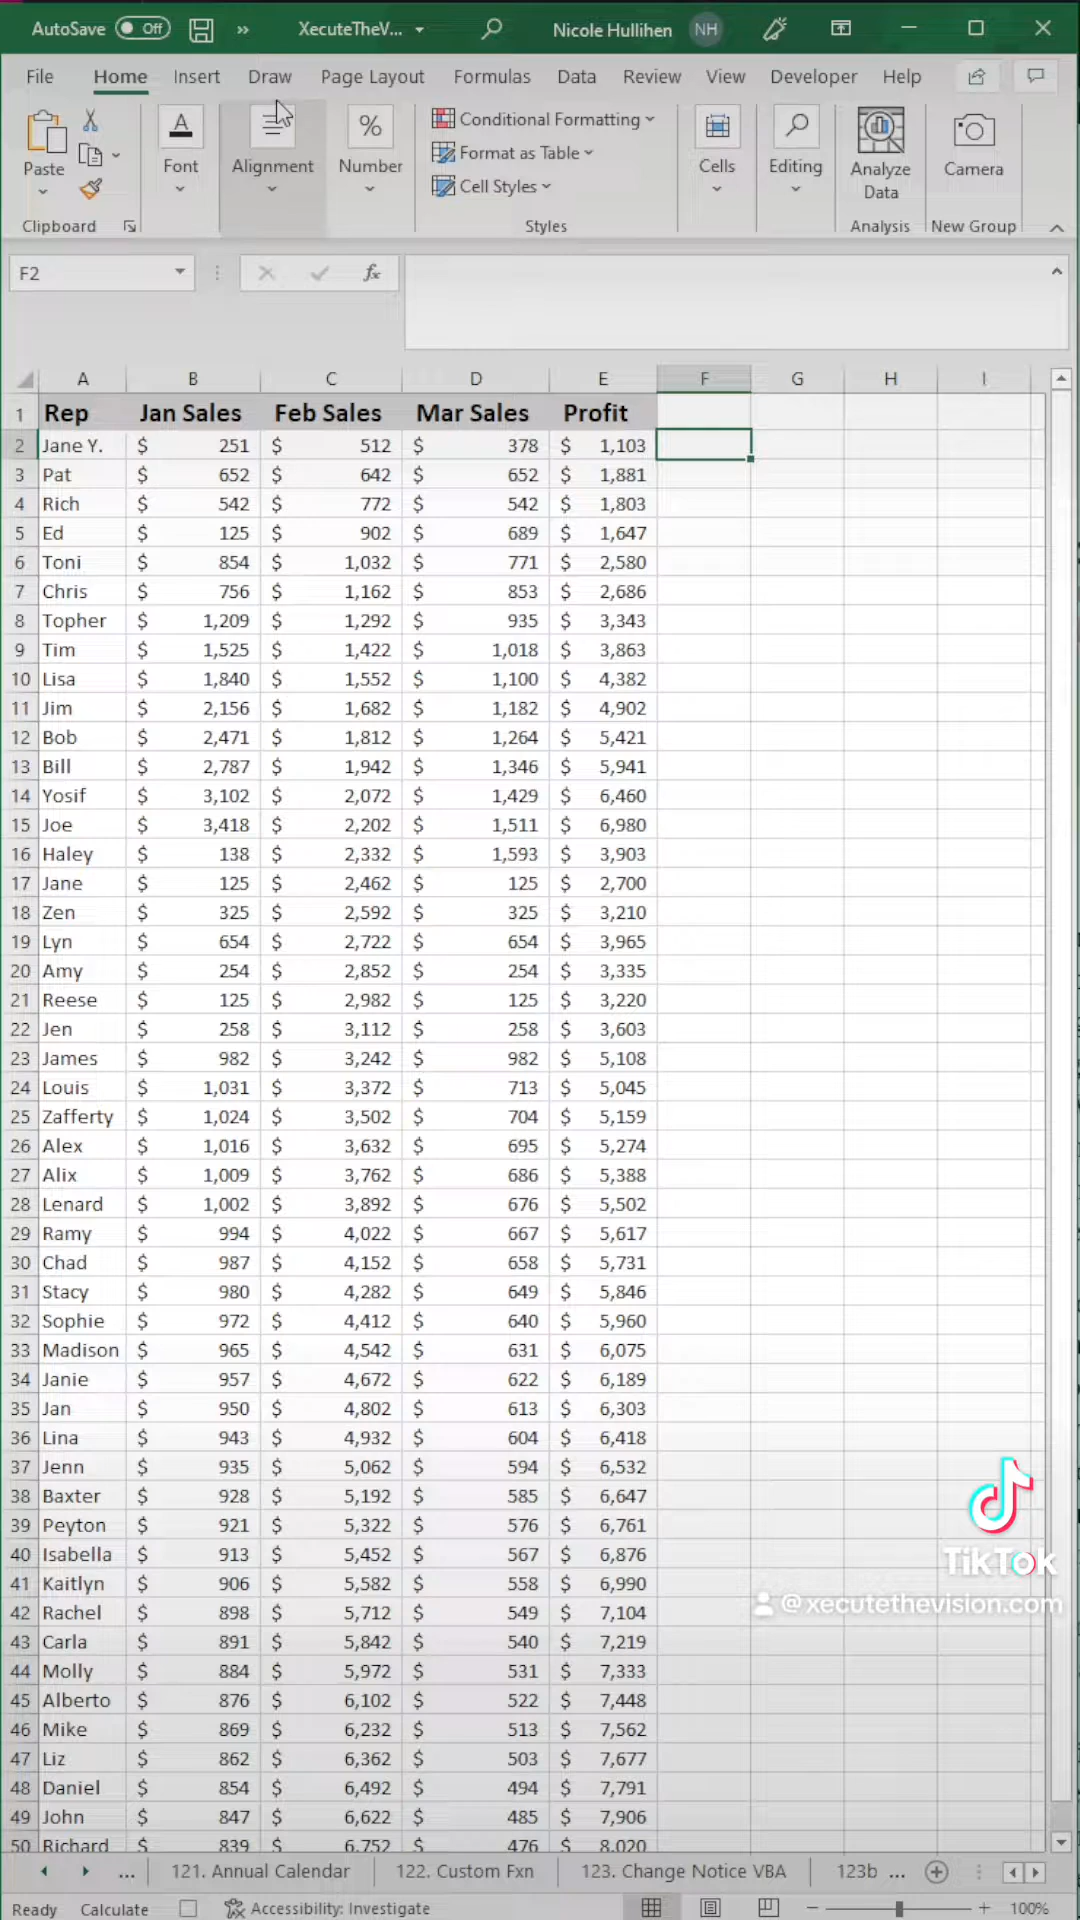 AutoSave Off » XecuteTheV... Nicole Hullihen NH
File Home Insert Draw Page Layout Formulas Data Review View Developer Help
Paste Font Alignment Number Conditional Formatting Format as Table Cell Styles Cells Editing Analyze Data Camera
Clipboard Styles Analysis New Group
F2 fx
A B C D E F G H I
1 Rep Jan Sales Feb Sales Mar Sales Profit
2 Jane Y. $ 251 $ 512 $ 378 $ 1,103
3 Pat $ 652 $ 642 $ 652 $ 1,881
4 Rich $ 542 $ 772 $ 542 $ 1,803
5 Ed $ 125 $ 902 $ 689 $ 1,647
6 Toni $ 854 $ 1,032 $ 771 $ 2,580
7 Chris $ 756 $ 1,162 $ 853 $ 2,686
8 Topher $ 1,209 $ 1,292 $ 935 $ 3,343
9 Tim $ 1,525 $ 1,422 $ 1,018 $ 3,863
10 Lisa $ 1,840 $ 1,552 $ 1,100 $ 4,382
11 Jim $ 2,156 $ 1,682 $ 1,182 $ 4,902
12 Bob $ 2,471 $ 1,812 $ 1,264 $ 5,421
13 Bill $ 2,787 $ 1,942 $ 1,346 $ 5,941
14 Yosif $ 3,102 $ 2,072 $ 1,429 $ 6,460
15 Joe $ 3,418 $ 2,202 $ 1,511 $ 6,980
16 Haley $ 138 $ 2,332 $ 1,593 $ 3,903
17 Jane $ 125 $ 2,462 $ 125 $ 2,700
18 Zen $ 325 $ 2,592 $ 325 $ 3,210
19 Lyn $ 654 $ 2,722 $ 654 $ 3,965
20 Amy $ 254 $ 2,852 $ 254 $ 3,335
21 Reese $ 125 $ 2,982 $ 125 $ 3,220
22 Jen $ 258 $ 3,112 $ 258 $ 3,603
23 James $ 982 $ 3,242 $ 982 $ 5,108
24 Louis $ 1,031 $ 3,372 $ 713 $ 5,045
25 Zafferty $ 1,024 $ 3,502 $ 704 $ 5,159
26 Alex $ 1,016 $ 3,632 $ 695 $ 5,274
27 Alix $ 1,009 $ 3,762 $ 686 $ 5,388
28 Lenard $ 1,002 $ 3,892 $ 676 $ 5,502
29 Ramy $ 994 $ 4,022 $ 667 $ 5,617
30 Chad $ 987 $ 4,152 $ 658 $ 5,731
31 Stacy $ 980 $ 4,282 $ 649 $ 5,846
32 Sophie $ 972 $ 4,412 $ 640 $ 5,960
33 Madison $ 965 $ 4,542 $ 631 $ 6,075
34 Janie $ 957 $ 4,672 $ 622 $ 6,189
35 Jan $ 950 $ 4,802 $ 613 $ 6,303
36 Lina $ 943 $ 4,932 $ 604 $ 6,418
37 Jenn $ 935 $ 5,062 $ 594 $ 6,532
38 Baxter $ 928 $ 5,192 $ 585 $ 6,647
39 Peyton $ 921 $ 5,322 $ 576 $ 6,761
40 Isabella $ 913 $ 5,452 $ 567 $ 6,876
41 Kaitlyn $ 906 $ 5,582 $ 558 $ 6,990
42 Rachel $ 898 $ 5,712 $ 549 $ 7,104
43 Carla $ 891 $ 5,842 $ 540 $ 7,219
44 Molly $ 884 $ 5,972 $ 531 $ 7,333
45 Alberto $ 876 $ 6,102 $ 522 $ 7,448
46 Mike $ 869 $ 6,232 $ 513 $ 7,562
47 Liz $ 862 $ 6,362 $ 503 $ 7,677
48 Daniel $ 854 $ 6,492 $ 494 $ 7,791
49 John $ 847 $ 6,622 $ 485 $ 7,906
50 Richard $ 839 $ 6,752 $ 476 $ 8,020
TikTok
@xecutethevision.com
... 121. Annual Calendar 122. Custom Fxn 123. Change Notice VBA 123b ...
Ready Calculate Accessibility: Investigate 100%